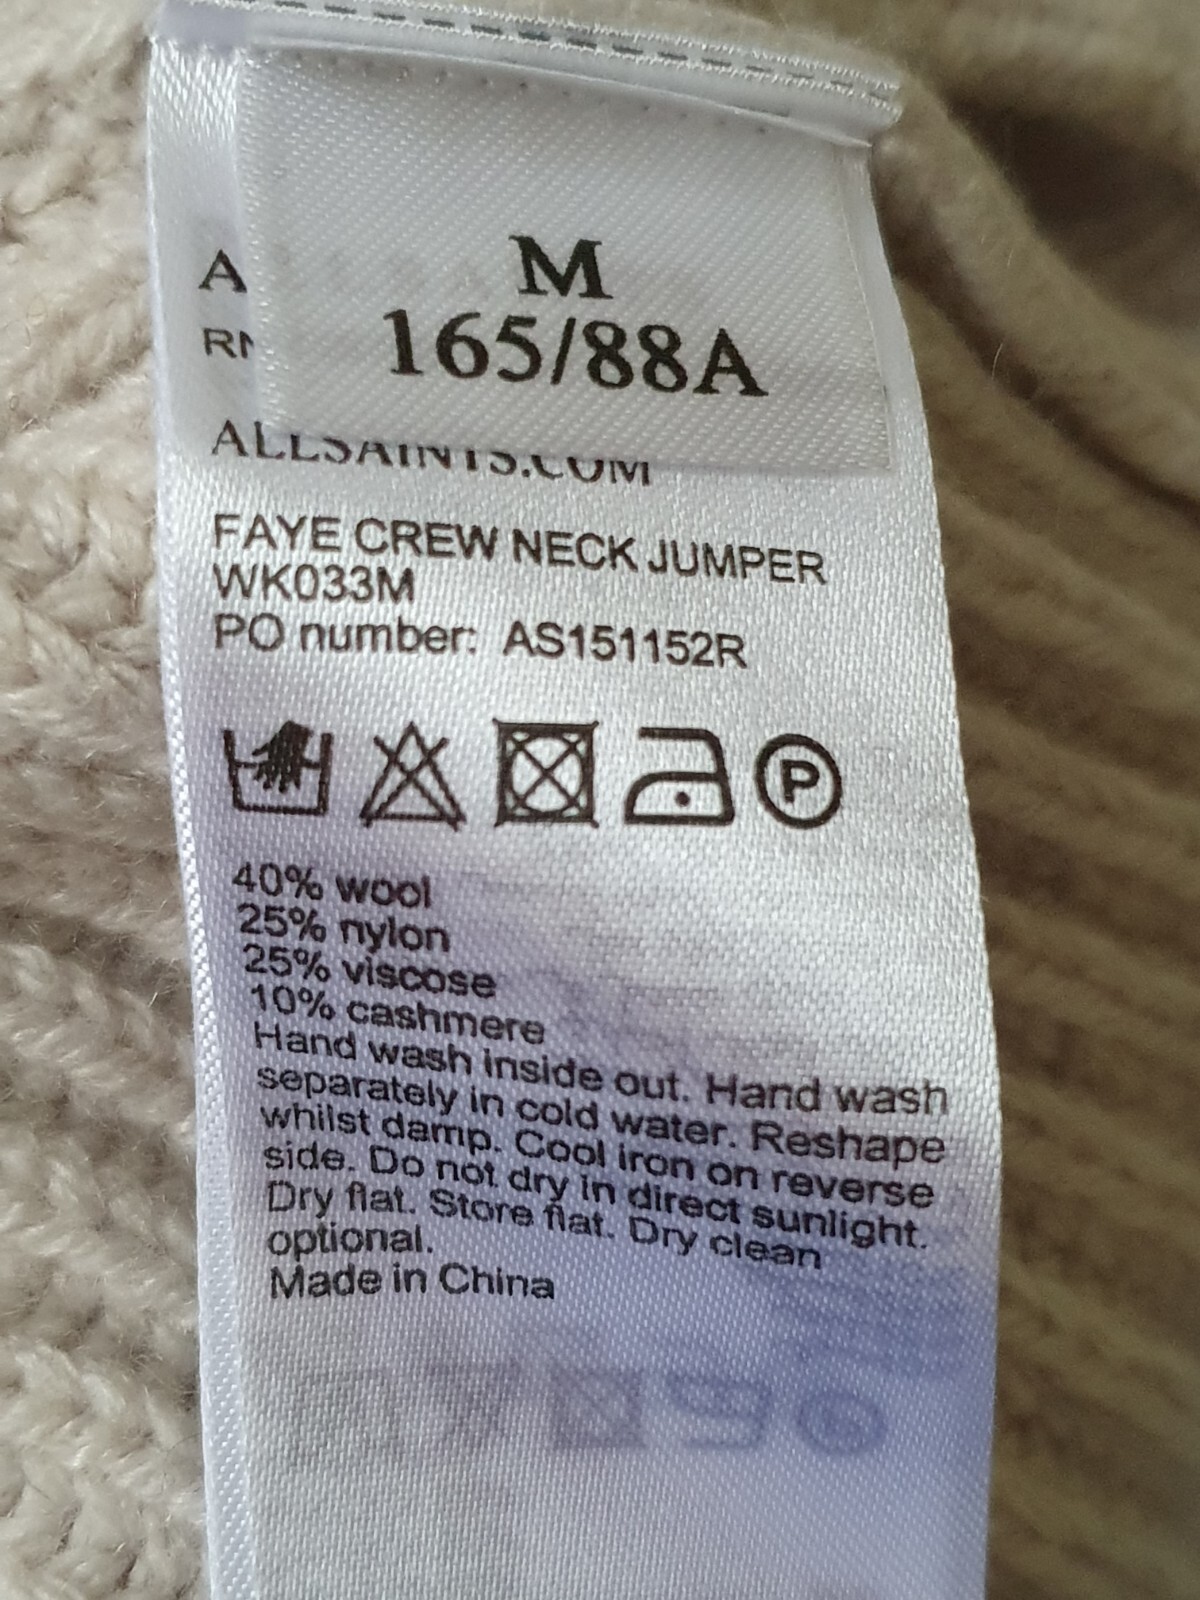 M
165/88A
A
RN
ALLSAINTS.COM
FAYE CREW NECK JUMPER
WK033M
PO number: AS151152R
P
40% wool
25% nylon
25% viscose
10% cashmere
Hand wash inside out. Hand wash
separately in cold water. Reshape
whilst damp. Cool iron on reverse
side. Do not dry in direct sunlight.
Dry flat. Store flat. Dry clean
optional.
Made in China